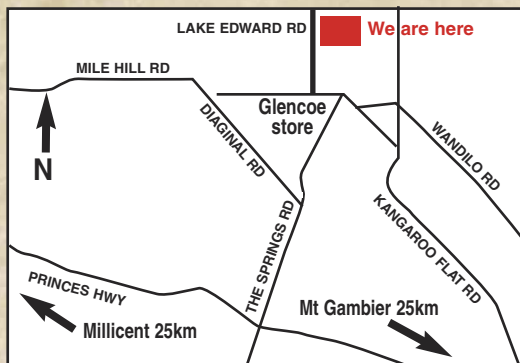 LAKE EDWARD RD
We are here
MILE HILL RD
Glencoe
store
DIAGINAL RD
WANDILO RD
N
KANGAROO FLAT RD
THE SPRINGS RD
PRINCES HWY
Mt Gambier 25km
Millicent 25km